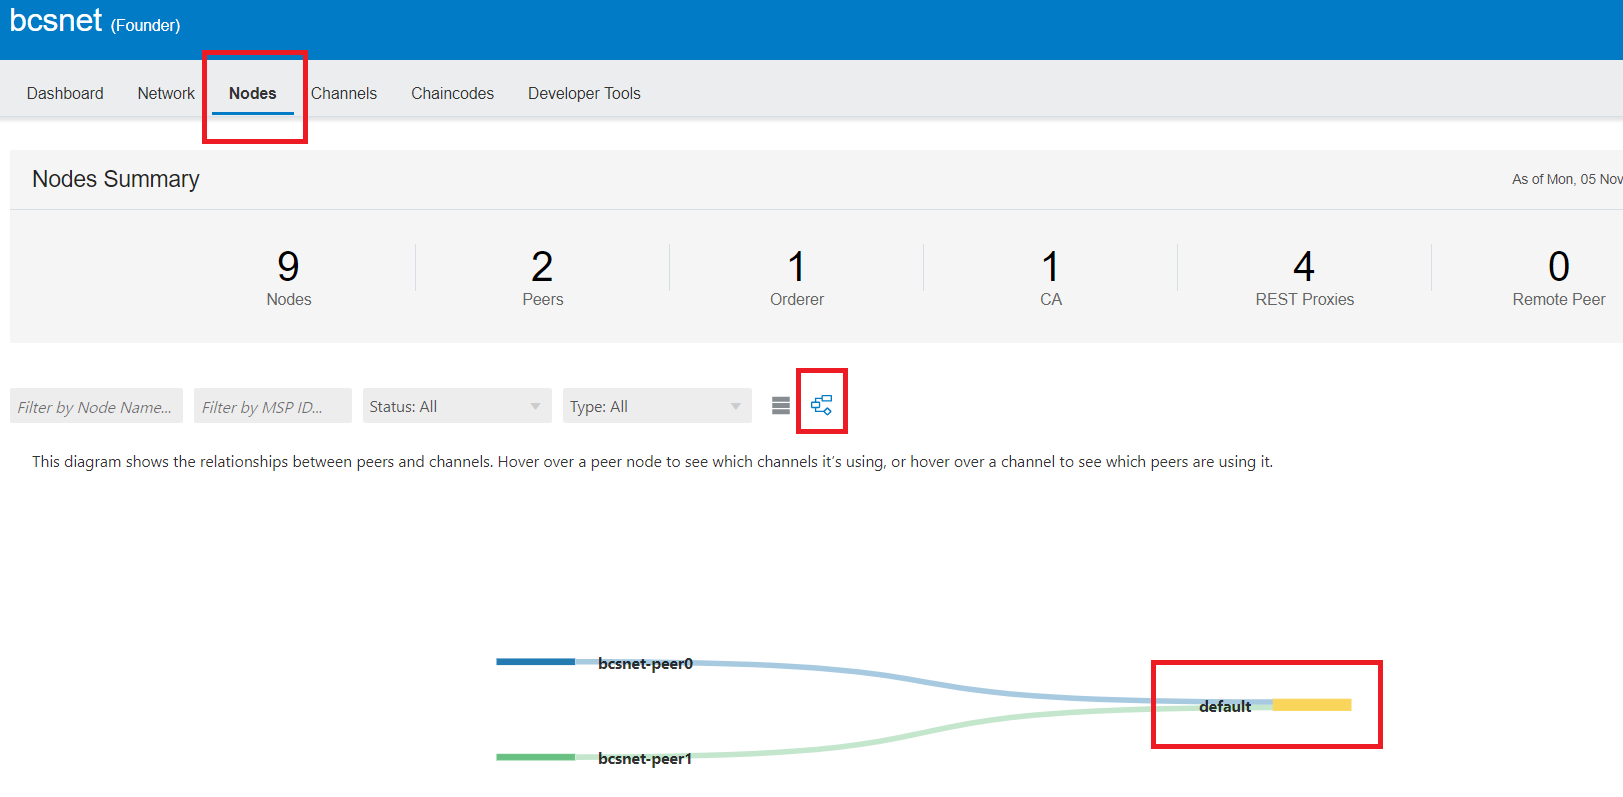 bcsnet (Founder)
Dashboard Network Nodes Channels Chaincodes Developer Tools
Nodes Summary As of Mon, 05 Nov
9 2 1 1 4 0
Nodes Peers Orderer CA REST Proxies Remote Peer
Filter by Node Name... Filter by MSP ID... Status: All Type: All
This diagram shows the relationships between peers and channels. Hover over a peer node to see which channels it's using, or hover over a channel to see which peers are using it.
bcsnet-peer0
default
bcsnet-peer1